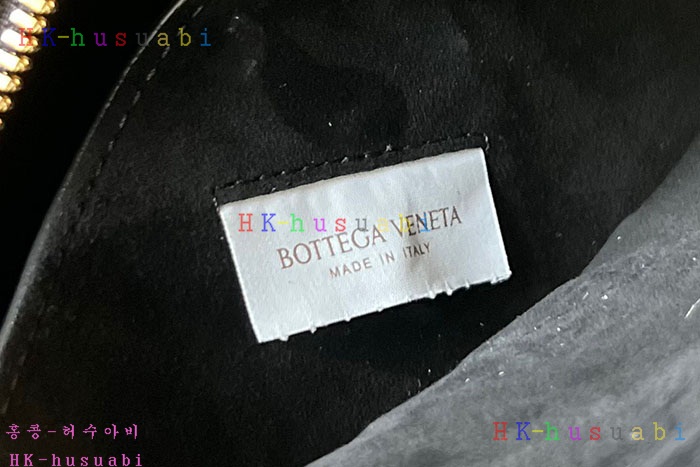 HK-husuabi
HK-husuabi
BOTTEGA VENETA
MADE IN ITALY
홍콩-허수아비
HK-husuabi
HK-husuabi